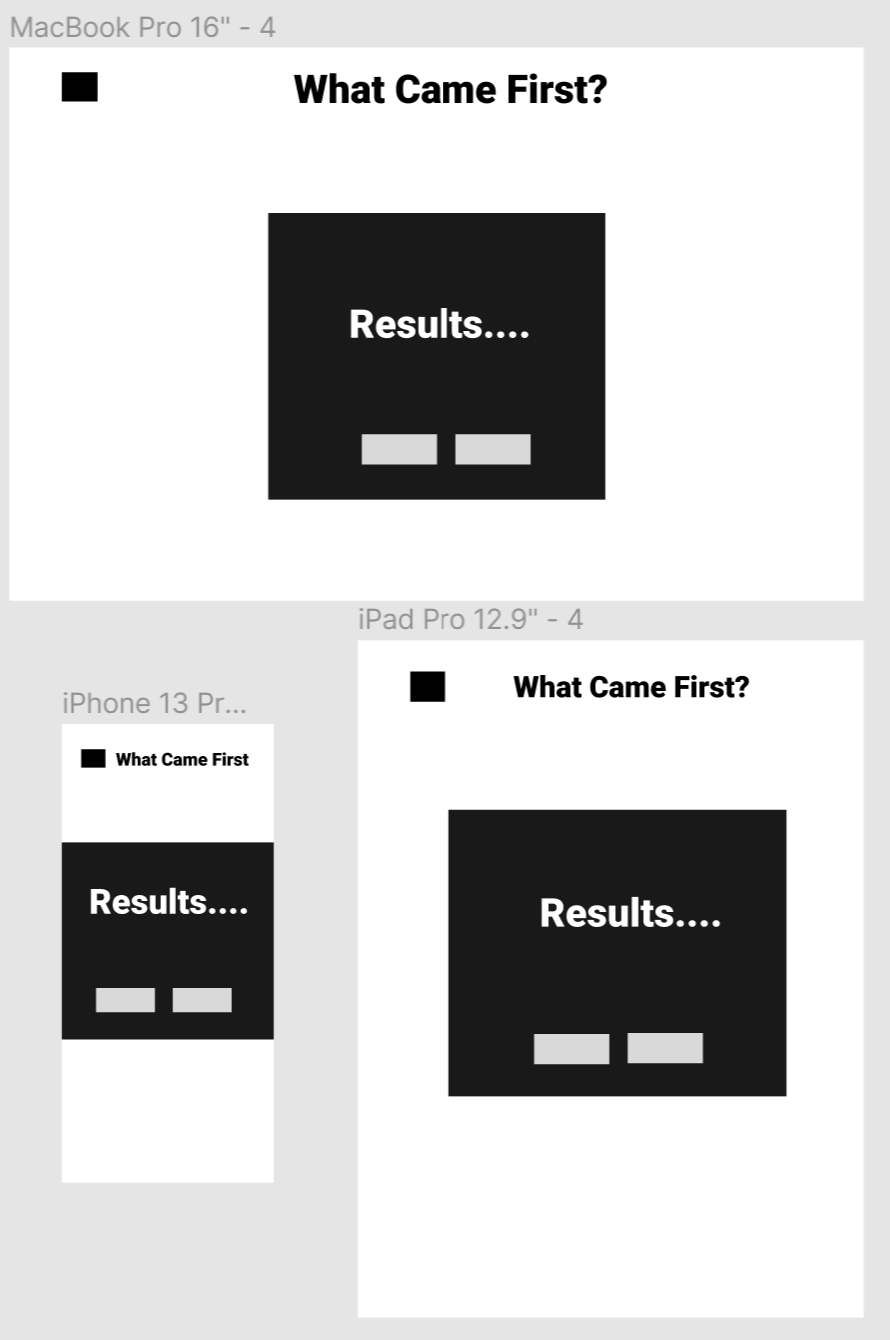 MacBook Pro 16" - 4
What Came First?
Results....
iPad Pro 12.9" - 4
What Came First?
Results....
iPhone 13 Pr...
What Came First
Results....